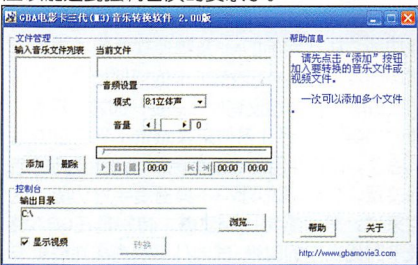 GBA电影卡三代(M3)音乐转换软件 2.00版
文件管理
输入音乐文件列表
当前文件
音频设置
模式
8:1立体声
音量
0
添加
删除
00:00
00:00
00:00
控制台
输出目录
C:\
浏览...
显示视频
转换
帮助信息
请先点击“添加”按钮
加入要转换的音乐文件或
视频文件。
一次可以添加多个文件
。
帮助
关于
http://www.gbamovie3.com